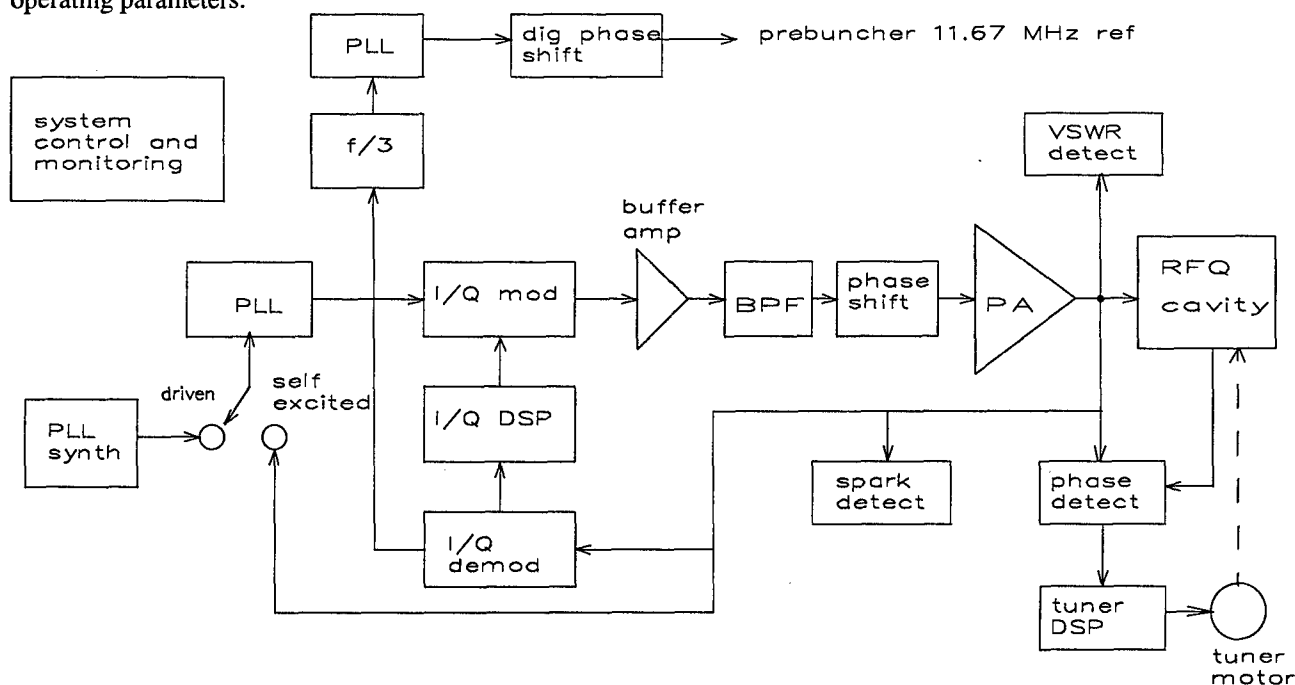 operating parameters.
PLL
dig phase
shift
prebuncher 11.67 MHz ref
system
control and
monitoring
f/3
VSWR
detect
buffer
amp
PLL
I/Q mod
BPF
phase
shift
PA
RFQ
cavity
driven
self
excited
I/Q DSP
PLL
synth
spark
detect
phase
detect
I/Q
demod
tuner
DSP
tuner
motor